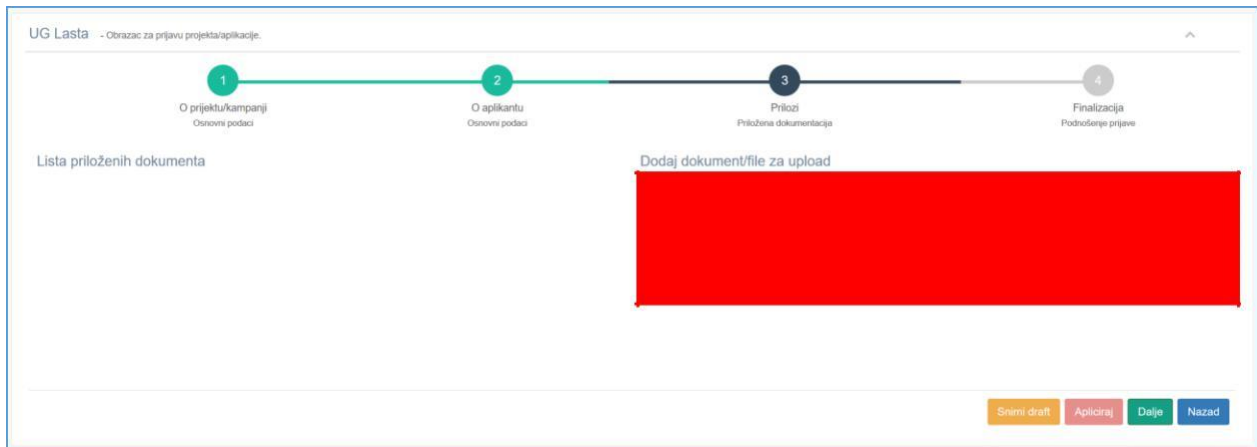 UG Lasta - Obrazac za prijavu projekta/aplikacije.
1 2 3 4
O prijektu/kampanji O aplikantu Prilozi Finalizacija
Osnovni podaci Osnovni podaci Priložena dokumentacija Podnošenje prijave
Lista priloženih dokumenta Dodaj dokument/file za upload
Snimi draft Apliciraj Dalje Nazad